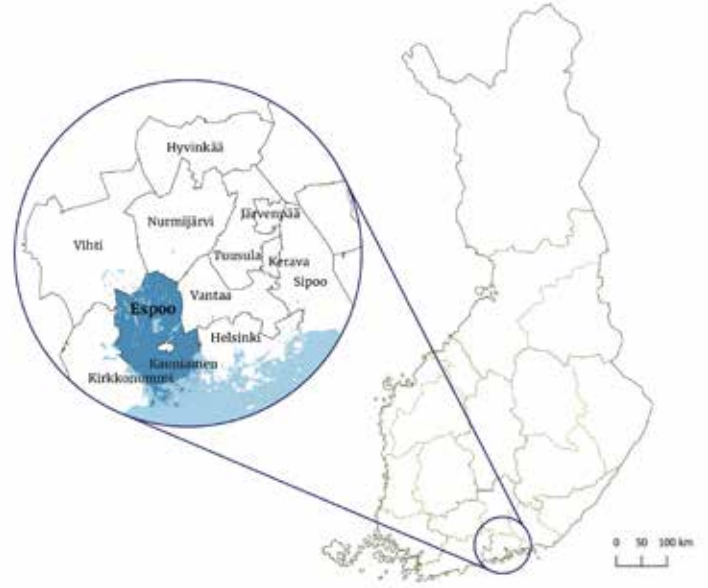 Hyvinkää
Nurmijärvi
Järvenpää
Vihti
Tuusula
Kerava
Sipoo
Vantaa
Espoo
Helsinki
Kauniainen
Kirkkonummi
0 50 100 km